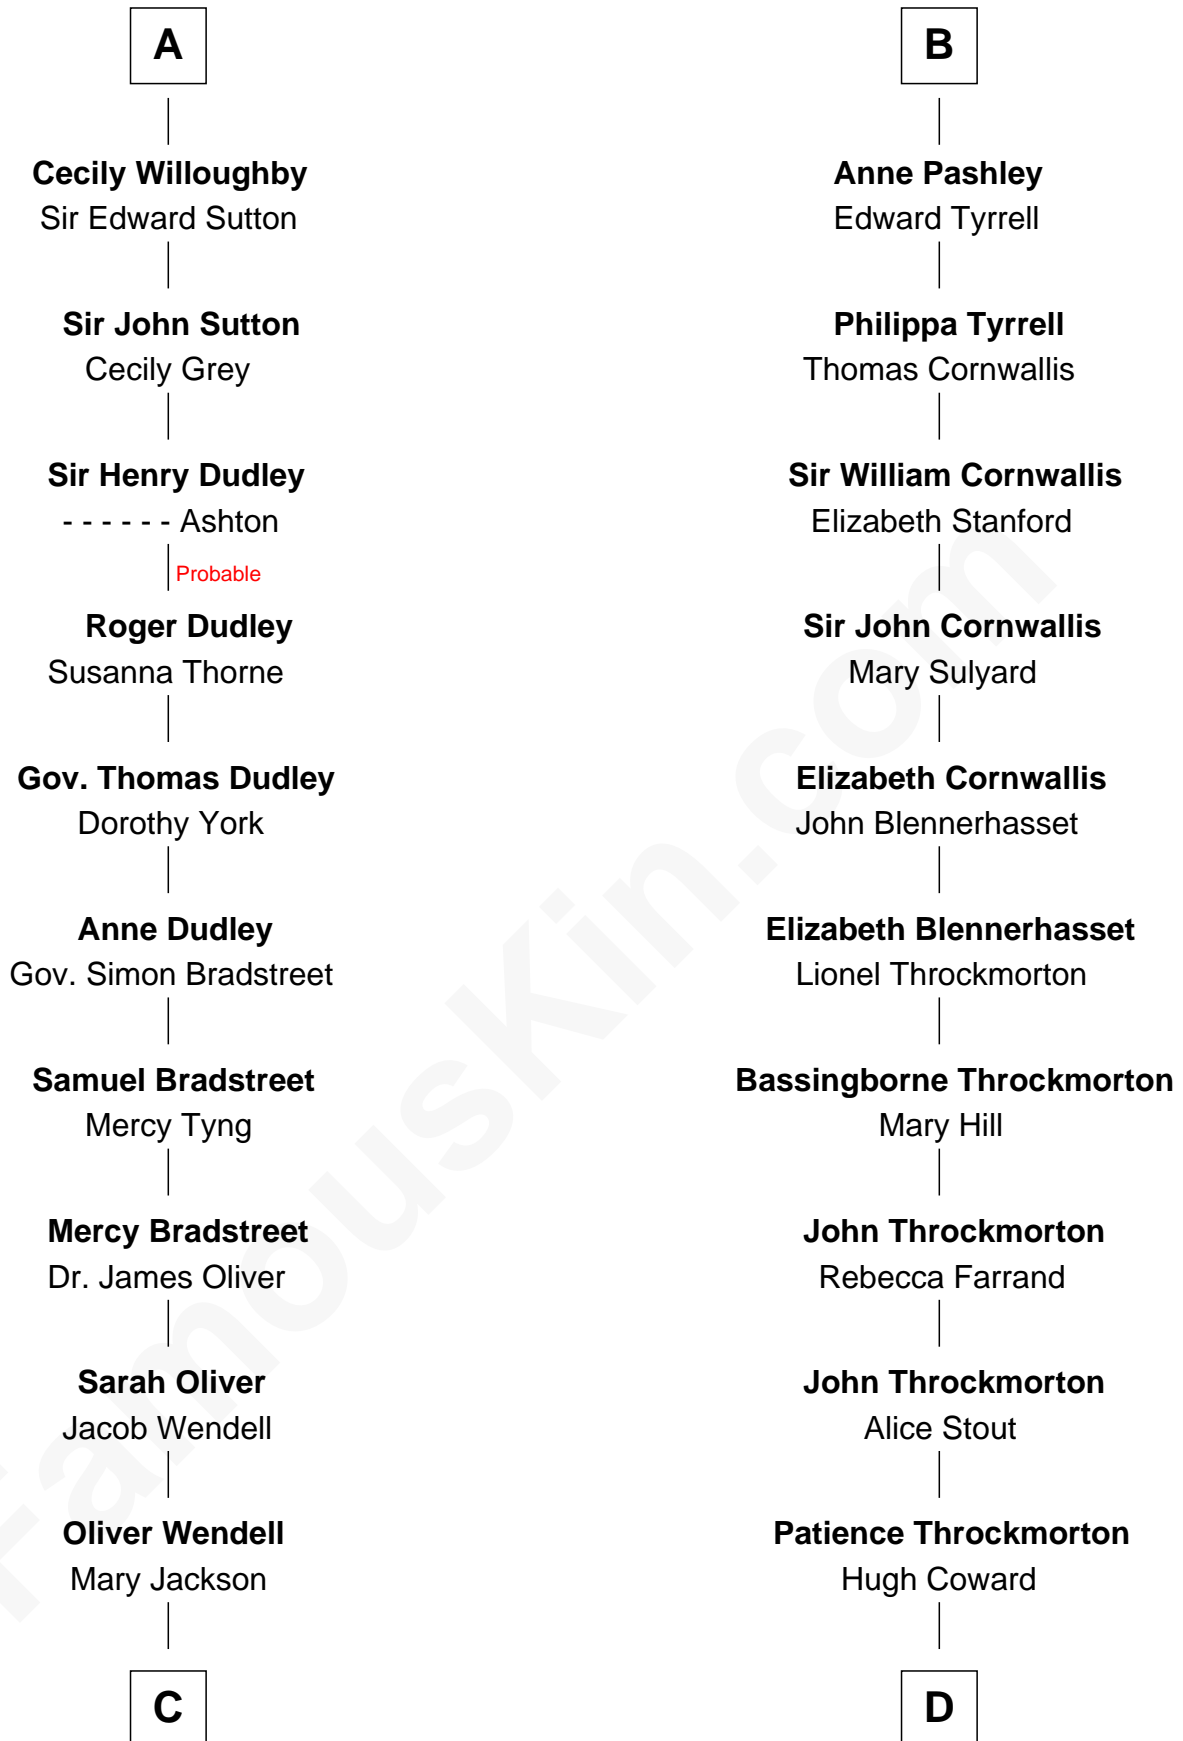 A
Cecily Willoughby
Sir Edward Sutton
Sir John Sutton
Cecily Grey
Sir Henry Dudley
- - - - - - Ashton
Probable
Roger Dudley
Susanna Thorne
Gov. Thomas Dudley
Dorothy York
Anne Dudley
Gov. Simon Bradstreet
Samuel Bradstreet
Mercy Tyng
Mercy Bradstreet
Dr. James Oliver
Sarah Oliver
Jacob Wendell
Oliver Wendell
Mary Jackson
C
B
Anne Pashley
Edward Tyrrell
Philippa Tyrrell
Thomas Cornwallis
Sir William Cornwallis
Elizabeth Stanford
Sir John Cornwallis
Mary Sulyard
Elizabeth Cornwallis
John Blennerhasset
Elizabeth Blennerhasset
Lionel Throckmorton
Bassingborne Throckmorton
Mary Hill
John Throckmorton
Rebecca Farrand
John Throckmorton
Alice Stout
Patience Throckmorton
Hugh Coward
D
FamousKin.com